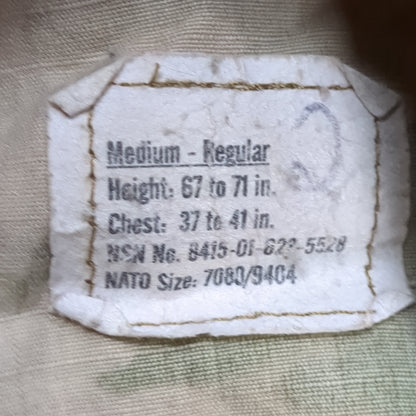 Medium - Regular
Height: 67 to 71 in.
Chest: 37 to 41 in.
NSN No. 8415-01-622-5528
NATO Size: 7080/9404